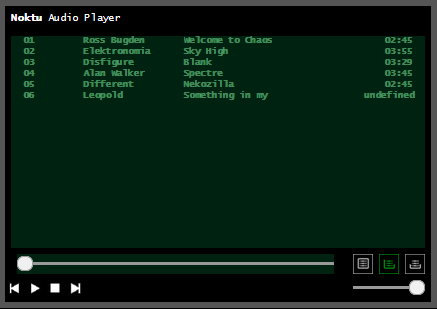 Noktu Audio Player
01 Ross Bugden Welcome to Chaos 02:45
02 Elektronomia Sky High 03:55
03 Disfigure Blank 03:29
04 Alan Walker Spectre 03:45
05 Different Nekozilla 02:45
06 Leopold Something in my undefined